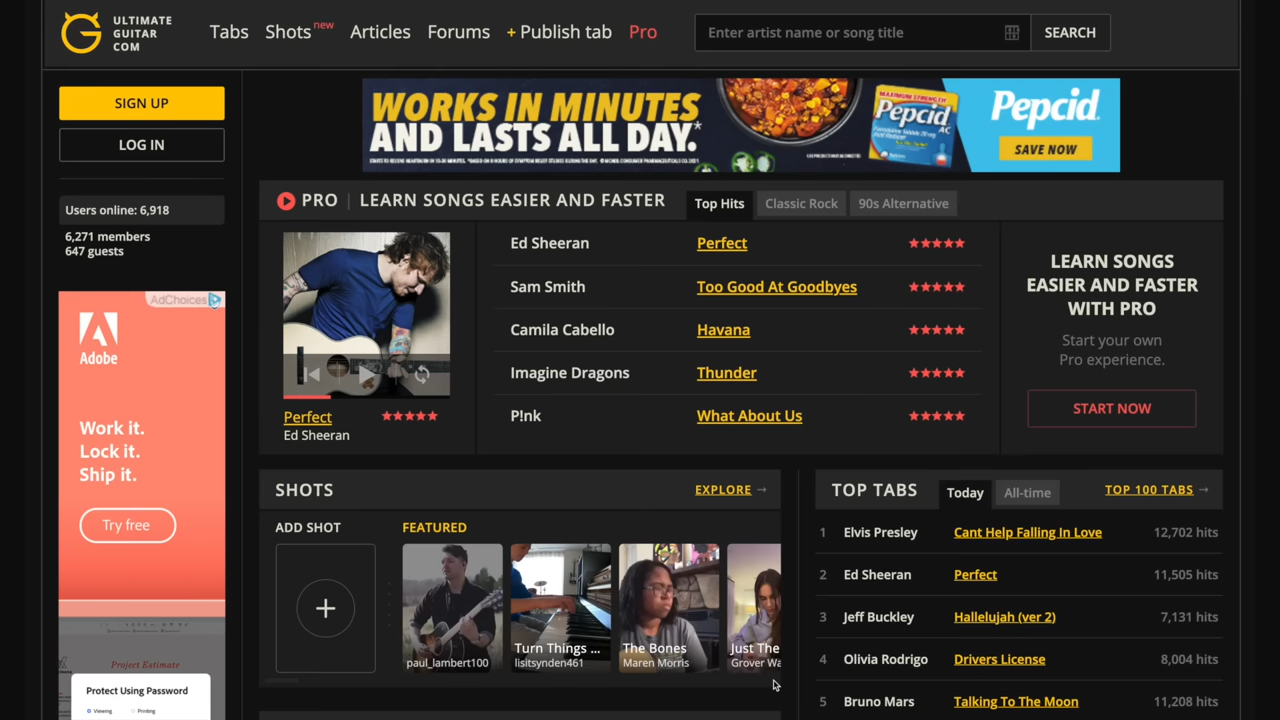 ULTIMATE
GUITAR
COM
Tabs
Shots new
Articles
Forums
+ Publish tab
Pro
Enter artist name or song title
SEARCH
SIGN UP
LOG IN
Users online: 6,918
6,271 members
647 guests
WORKS IN MINUTES
AND LASTS ALL DAY.*
MAXIMUM STRENGTH
Pepcid
AC
Pepcid
SAVE NOW
PRO | LEARN SONGS EASIER AND FASTER
Top Hits
Classic Rock
90s Alternative
Perfect
Ed Sheeran
Ed Sheeran Perfect
Sam Smith Too Good At Goodbyes
Camila Cabello Havana
Imagine Dragons Thunder
P!nk What About Us
LEARN SONGS
EASIER AND FASTER
WITH PRO
Start your own
Pro experience.
START NOW
AdChoices
Adobe
Work it.
Lock it.
Ship it.
Try free
Project Estimate
Protect Using Password
Viewing Printing
SHOTS
EXPLORE →
ADD SHOT
FEATURED
+
paul_lambert100
Turn Things ...
lisitsynden461
The Bones
Maren Morris
Just The
Grover Wa
TOP TABS
Today
All-time
TOP 100 TABS →
1 Elvis Presley Cant Help Falling In Love 12,702 hits
2 Ed Sheeran Perfect 11,505 hits
3 Jeff Buckley Hallelujah (ver 2) 7,131 hits
4 Olivia Rodrigo Drivers License 8,004 hits
5 Bruno Mars Talking To The Moon 11,208 hits